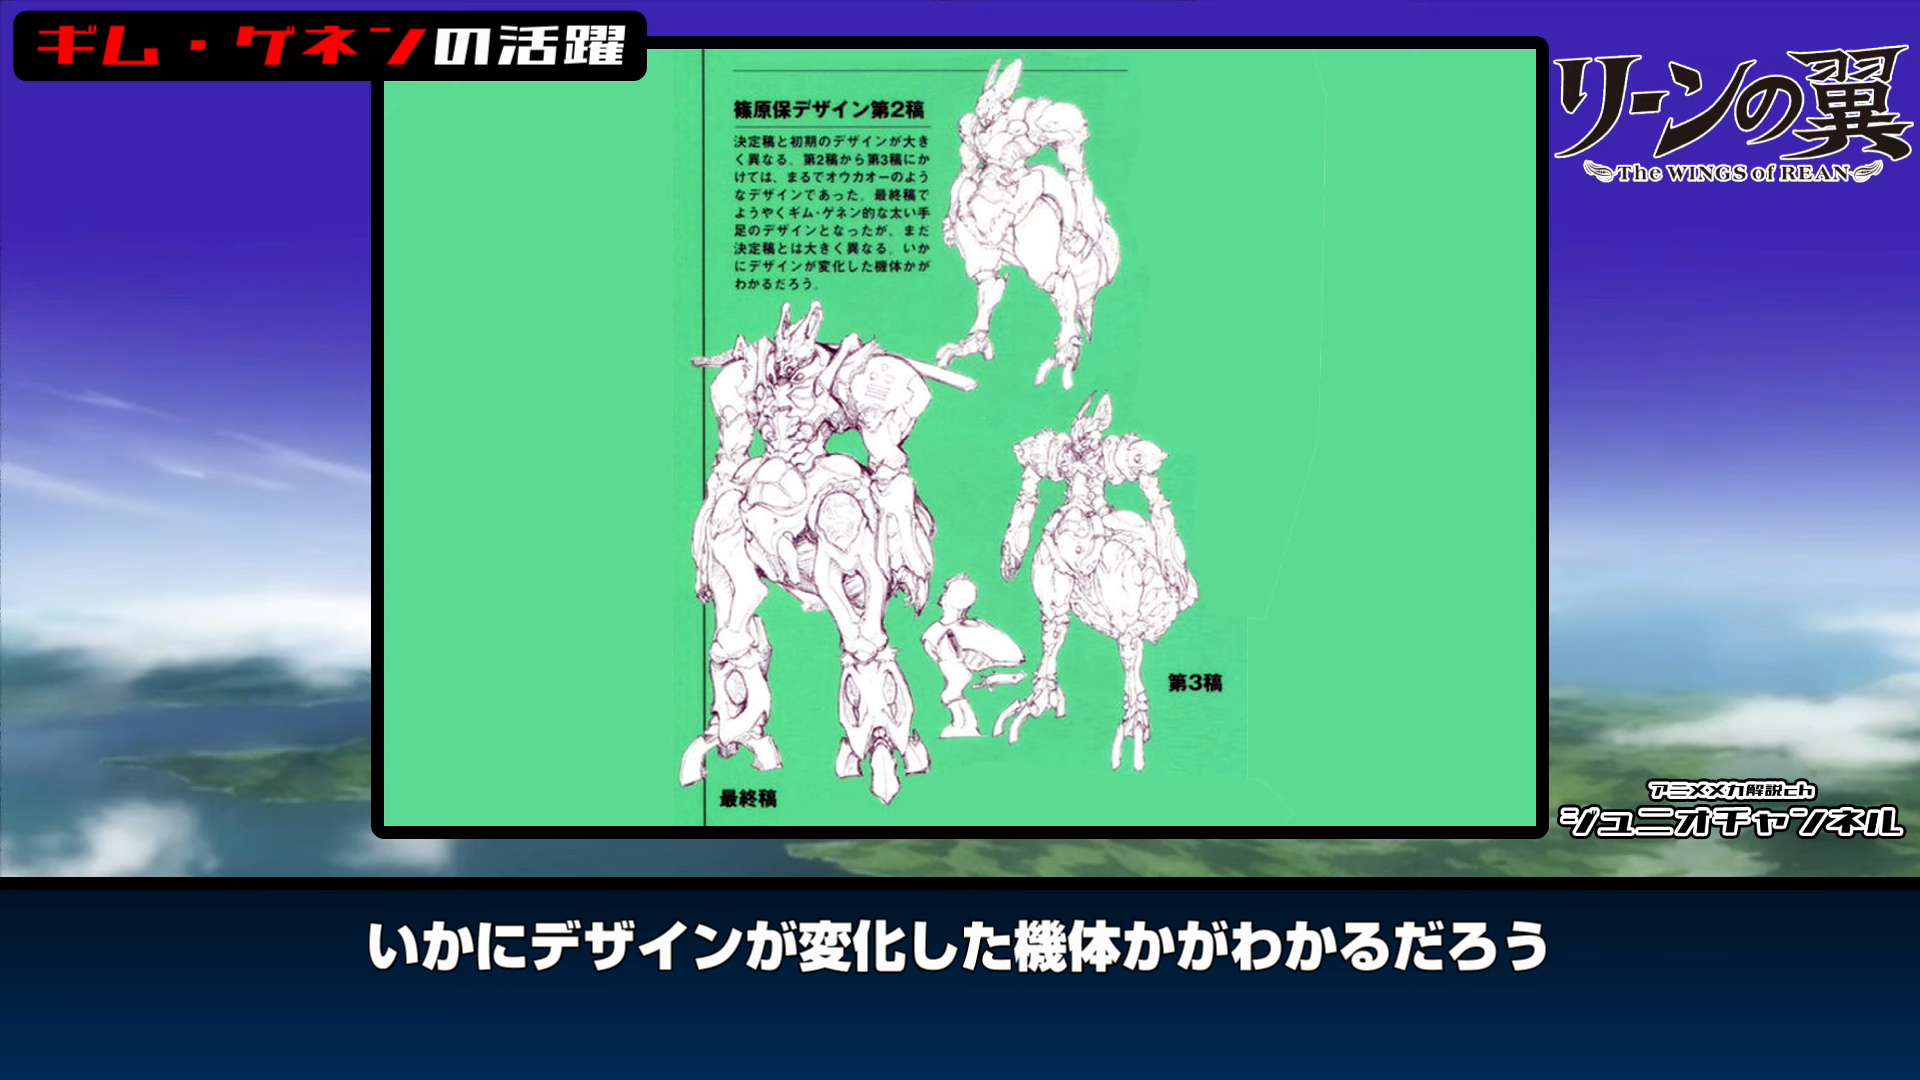 ギム・ゲネンの活躍
リーンの翼
The WINGS of REAN
篠原保デザイン第2稿
決定稿と初期のデザインが大き
く異なる。第2稿から第3稿にか
けては、まるでオウカオーのよう
なデザインであった。最終稿で
ようやくギム・ゲネン的な太い手
足のデザインとなったが、まだ
決定稿とは大きく異なる。いか
にデザインが変化した機体かが
わかるだろう。
第3稿
最終稿
アニメメカ解説ch
ジュニオチャンネル
いかにデザインが変化した機体かがわかるだろう